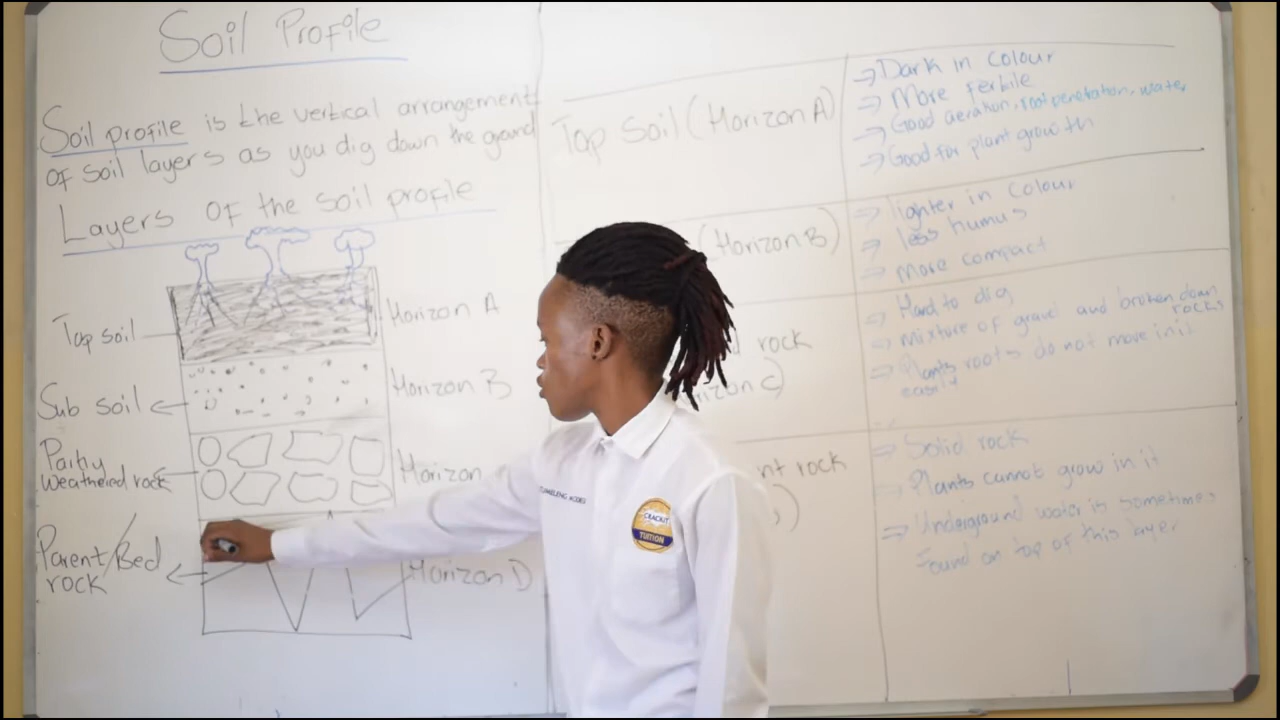 Soil Profile
Soil profile is the vertical arrangement
of soil layers as you dig down the ground
Layers of the soil profile
Top soil
Horizon A
Sub soil
Horizon B
Partly
Weathered rock
Horizon
Parent/Bed
rock
Horizon D
Top Soil (Horizon A)
→ Dark in colour
→ More fertile
→ Good aeration, root penetration, water
→ Good for plant growth
(Horizon B)
→ lighter in colour
→ less humus
→ More compact
rock
C)
→ Hard to dig
→ mixture of gravel and broken down
rocks
→ Plants roots do not move in it
easily
rock
→ Solid rock
→ Plants cannot grow in it
→ Underground water is sometimes
Found on top of this layer
TUITION